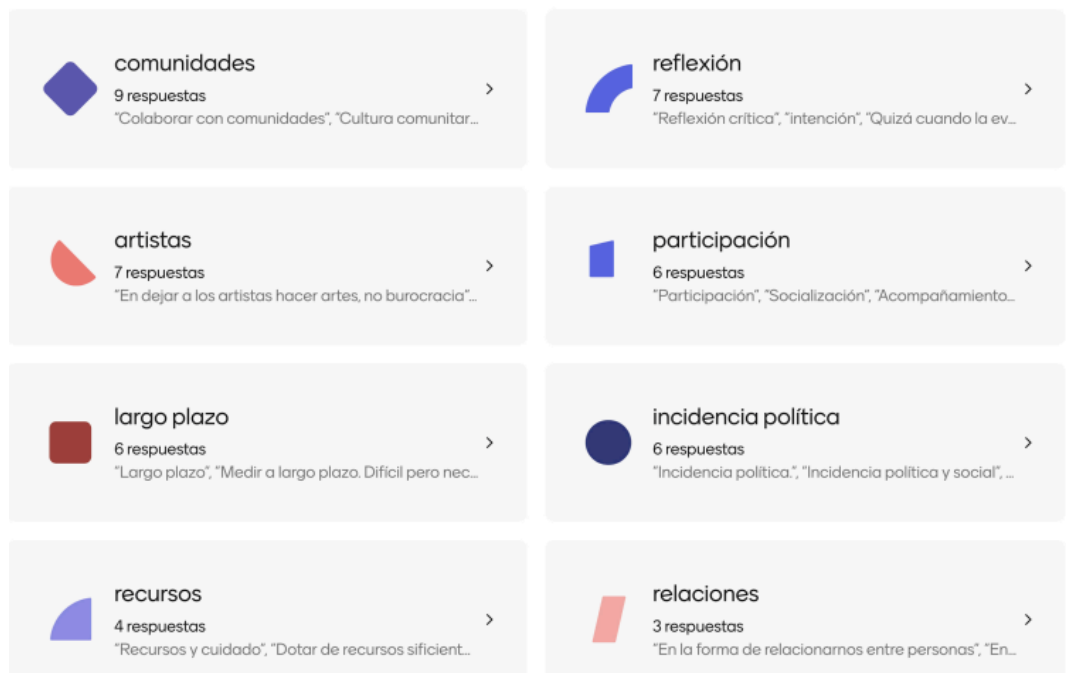 comunidades
9 respuestas
"Colaborar con comunidades", "Cultura comunitar...
reflexión
7 respuestas
"Reflexión crítica", "intención", "Quizá cuando la ev...
artistas
7 respuestas
"En dejar a los artistas hacer artes, no burocracia"...
participación
6 respuestas
"Participación", "Socialización", "Acompañamiento...
largo plazo
6 respuestas
"Largo plazo", "Medir a largo plazo. Difícil pero nec...
incidencia política
6 respuestas
"Incidencia política.", "Incidencia política y social", ...
recursos
4 respuestas
"Recursos y cuidado", "Dotar de recursos sificient...
relaciones
3 respuestas
"En la forma de relacionarnos entre personas", "En...